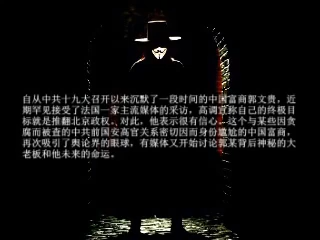 自从中共十九大召开以来沉默了一段时间的中国富商郭文贵，近
期罕见接受了法国一家主流媒体的采访，高调宣称自己的终极目
标就是推翻北京政权。对此，他表示很有信心。这个与某些因贪
腐而被查的中共前国安高官关系密切因而身份尴尬的中国富商，
再次吸引了舆论界的眼球，有媒体又开始讨论郭某背后神秘的大
老板和他未来的命运。